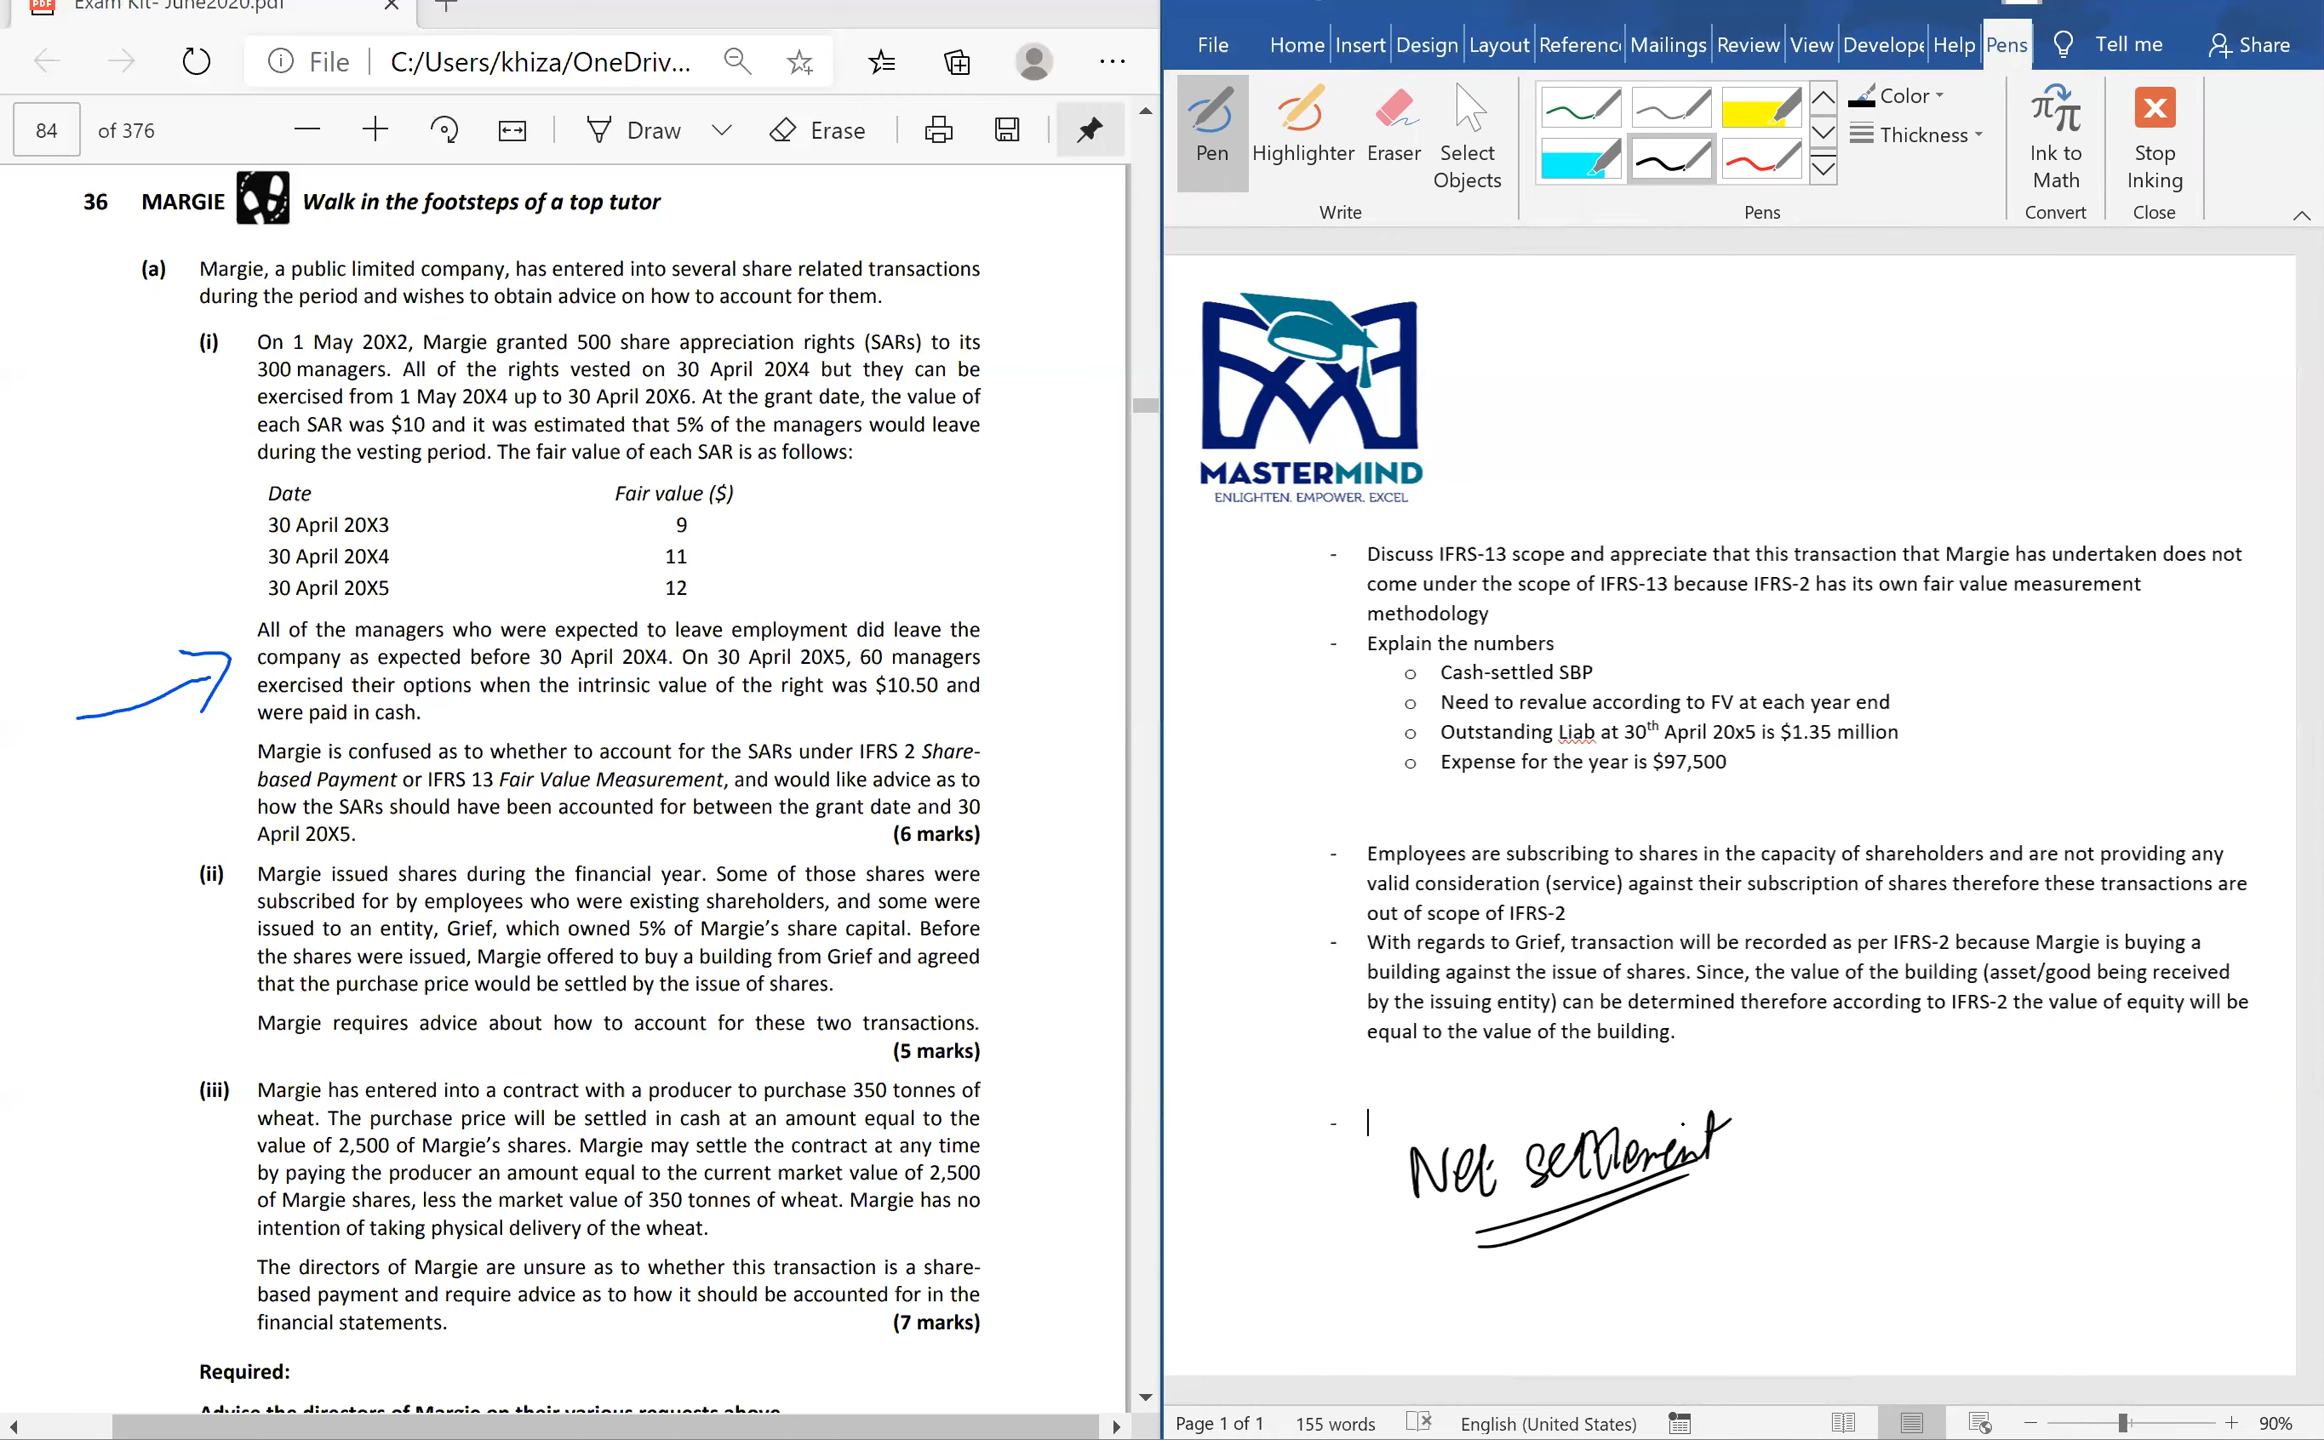 Exam Kit- June2020.pdf
File C:/Users/khiza/OneDriv...
84 of 376 Draw Erase
36 MARGIE Walk in the footsteps of a top tutor
(a) Margie, a public limited company, has entered into several share related transactions
during the period and wishes to obtain advice on how to account for them.
(i) On 1 May 20X2, Margie granted 500 share appreciation rights (SARs) to its
300 managers. All of the rights vested on 30 April 20X4 but they can be
exercised from 1 May 20X4 up to 30 April 20X6. At the grant date, the value of
each SAR was $10 and it was estimated that 5% of the managers would leave
during the vesting period. The fair value of each SAR is as follows:
Date Fair value ($)
30 April 20X3 9
30 April 20X4 11
30 April 20X5 12
All of the managers who were expected to leave employment did leave the
company as expected before 30 April 20X4. On 30 April 20X5, 60 managers
exercised their options when the intrinsic value of the right was $10.50 and
were paid in cash.
Margie is confused as to whether to account for the SARs under IFRS 2 Share-
based Payment or IFRS 13 Fair Value Measurement, and would like advice as to
how the SARs should have been accounted for between the grant date and 30
April 20X5. (6 marks)
(ii) Margie issued shares during the financial year. Some of those shares were
subscribed for by employees who were existing shareholders, and some were
issued to an entity, Grief, which owned 5% of Margie's share capital. Before
the shares were issued, Margie offered to buy a building from Grief and agreed
that the purchase price would be settled by the issue of shares.
Margie requires advice about how to account for these two transactions.
(5 marks)
(iii) Margie has entered into a contract with a producer to purchase 350 tonnes of
wheat. The purchase price will be settled in cash at an amount equal to the
value of 2,500 of Margie's shares. Margie may settle the contract at any time
by paying the producer an amount equal to the current market value of 2,500
of Margie shares, less the market value of 350 tonnes of wheat. Margie has no
intention of taking physical delivery of the wheat.
The directors of Margie are unsure as to whether this transaction is a share-
based payment and require advice as to how it should be accounted for in the
financial statements. (7 marks)
Required:
Advise the directors of Margie on their various requests above.
File Home Insert Design Layout Referenc Mailings Review View Develope Help Pens Tell me Share
Pen Highlighter Eraser Select Objects Color Thickness Ink to Math Stop Inking
Write Pens Convert Close
MASTERMIND
ENLIGHTEN. EMPOWER. EXCEL
- Discuss IFRS-13 scope and appreciate that this transaction that Margie has undertaken does not
come under the scope of IFRS-13 because IFRS-2 has its own fair value measurement
methodology
- Explain the numbers
o Cash-settled SBP
o Need to revalue according to FV at each year end
o Outstanding Liab at 30th April 20x5 is $1.35 million
o Expense for the year is $97,500
- Employees are subscribing to shares in the capacity of shareholders and are not providing any
valid consideration (service) against their subscription of shares therefore these transactions are
out of scope of IFRS-2
- With regards to Grief, transaction will be recorded as per IFRS-2 because Margie is buying a
building against the issue of shares. Since, the value of the building (asset/good being received
by the issuing entity) can be determined therefore according to IFRS-2 the value of equity will be
equal to the value of the building.
-
Net settlement
Page 1 of 1 155 words English (United States) 90%